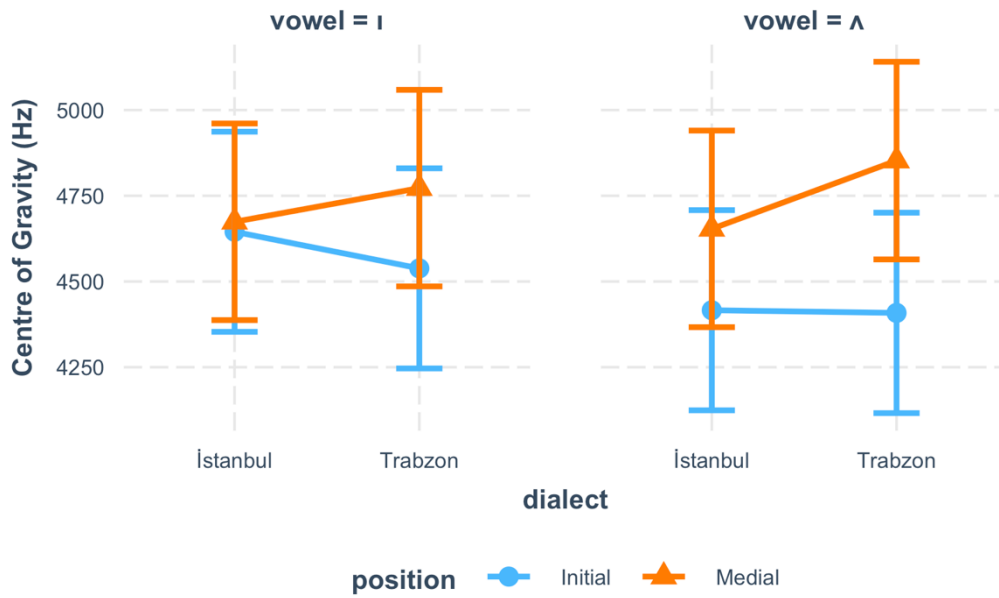 vowel = ı
vowel = ʌ
Centre of Gravity (Hz)
5000
4750
4500
4250
İstanbul
Trabzon
İstanbul
Trabzon
dialect
position
Initial
Medial